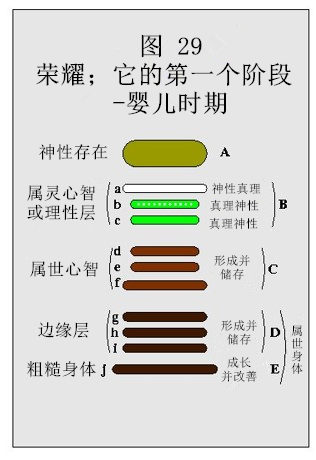 图 29
荣耀；它的第一个阶段
-婴儿时期
神性存在 A
属灵心智
或理性层
a 神性真理
b 真理神性 B
c 真理神性
属世心智
d
e 形成并
储存 C
f
边缘层
g
h 形成并
储存 D
i
粗糙身体 J 成长
并改善 E
属世身体